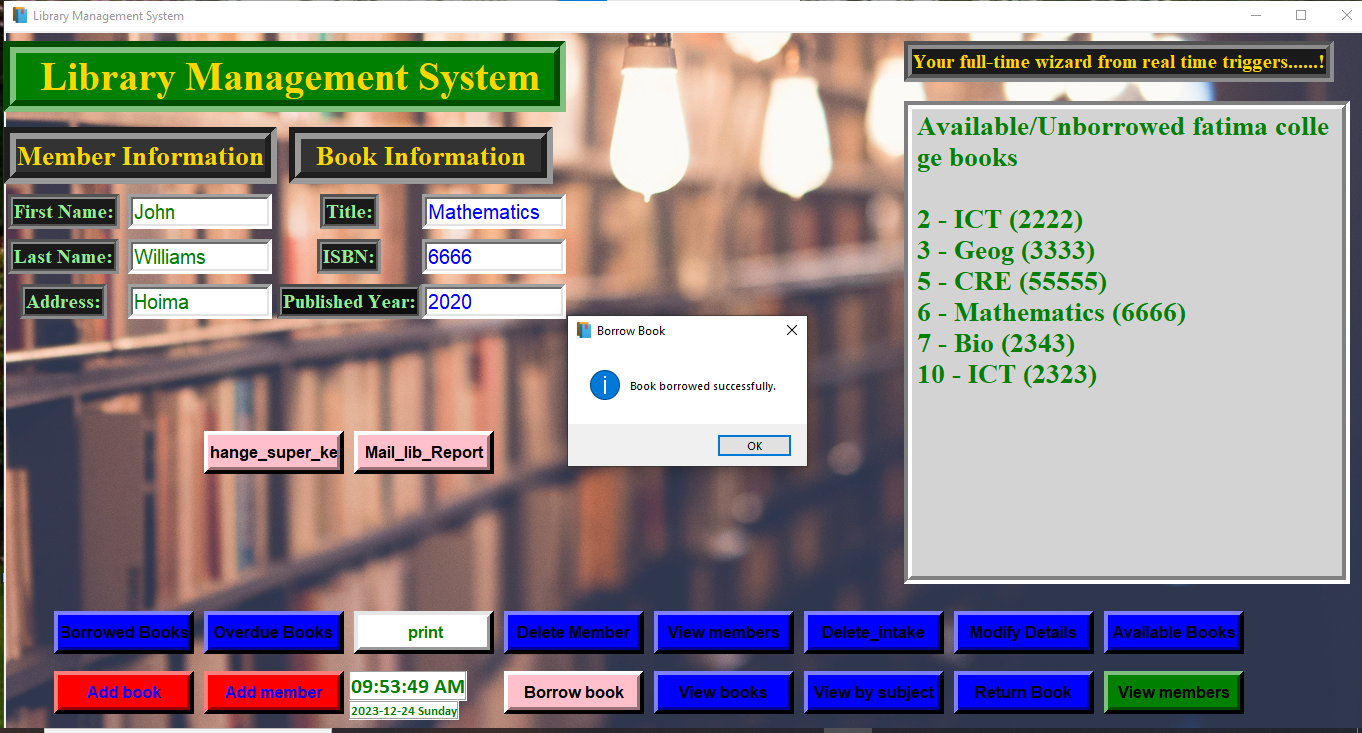 Library Management System
Library Management System
Your full-time wizard from real time triggers......!
Member Information
Book Information
First Name:
John
Title:
Mathematics
Last Name:
Williams
ISBN:
6666
Address:
Hoima
Published Year:
2020
Available/Unborrowed fatima colle
ge books
2 - ICT (2222)
3 - Geog (3333)
5 - CRE (55555)
6 - Mathematics (6666)
7 - Bio (2343)
10 - ICT (2323)
Borrow Book
Book borrowed successfully.
OK
hange_super_ke
Mail_lib_Report
Borrowed Books
Overdue Books
print
Delete Member
View members
Delete_intake
Modify Details
Available Books
Add book
Add member
09:53:49 AM
2023-12-24 Sunday
Borrow book
View books
View by subject
Return Book
View members